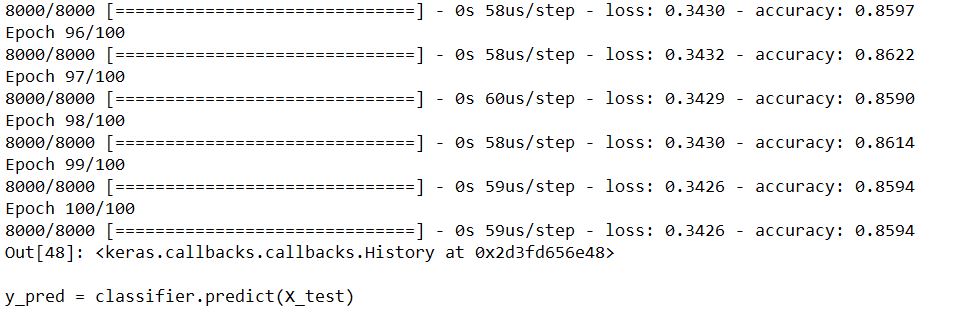 8000/8000 [==============================] - 0s 58us/step - loss: 0.3430 - accuracy: 0.8597
Epoch 96/100
8000/8000 [==============================] - 0s 58us/step - loss: 0.3432 - accuracy: 0.8622
Epoch 97/100
8000/8000 [==============================] - 0s 60us/step - loss: 0.3429 - accuracy: 0.8590
Epoch 98/100
8000/8000 [==============================] - 0s 58us/step - loss: 0.3430 - accuracy: 0.8614
Epoch 99/100
8000/8000 [==============================] - 0s 59us/step - loss: 0.3426 - accuracy: 0.8594
Epoch 100/100
8000/8000 [==============================] - 0s 59us/step - loss: 0.3426 - accuracy: 0.8594
Out[48]: <keras.callbacks.callbacks.History at 0x2d3fd656e48>
y_pred = classifier.predict(X_test)